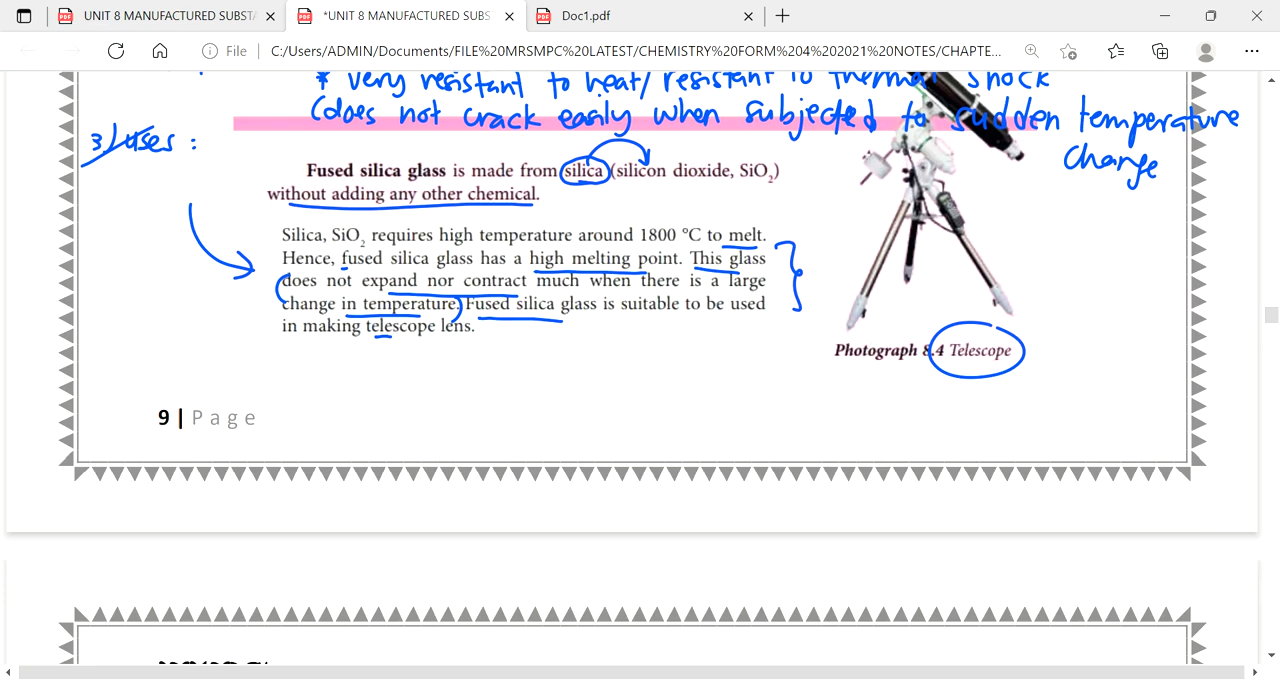 UNIT 8 MANUFACTURED SUBSTA
*UNIT 8 MANUFACTURED SUBS
Doc1.pdf
File
C:/Users/ADMIN/Documents/FILE%20MRSMPC%20LATEST/CHEMISTRY%20FORM%204%202021%20NOTES/CHAPTE...
* very resistant to heat/resistant to thermal shock
(does not crack easily when subjected to sudden temperature
change
3) Uses :
Fused silica glass is made from silica (silicon dioxide, SiO₂)
without adding any other chemical.
Silica, SiO₂ requires high temperature around 1800 °C to melt.
Hence, fused silica glass has a high melting point. This glass
does not expand nor contract much when there is a large
change in temperature. Fused silica glass is suitable to be used
in making telescope lens.
Photograph 8.4 Telescope
9 | Page